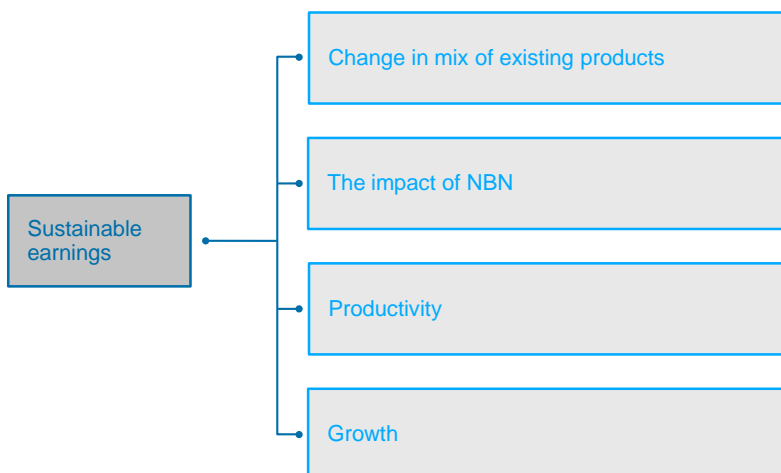 Change in mix of existing products
The impact of NBN
Sustainable
earnings
Productivity
Growth